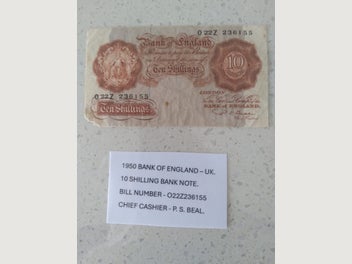 O22Z 236155
Bank of England
10
O22Z 236155
LONDON
Ten Shillings
BANK OF ENGLAND
Ten Shillings
1950 BANK OF ENGLAND – UK.
10 SHILLING BANK NOTE.
BILL NUMBER - O22Z236155
CHIEF CASHIER - P. S. BEAL.